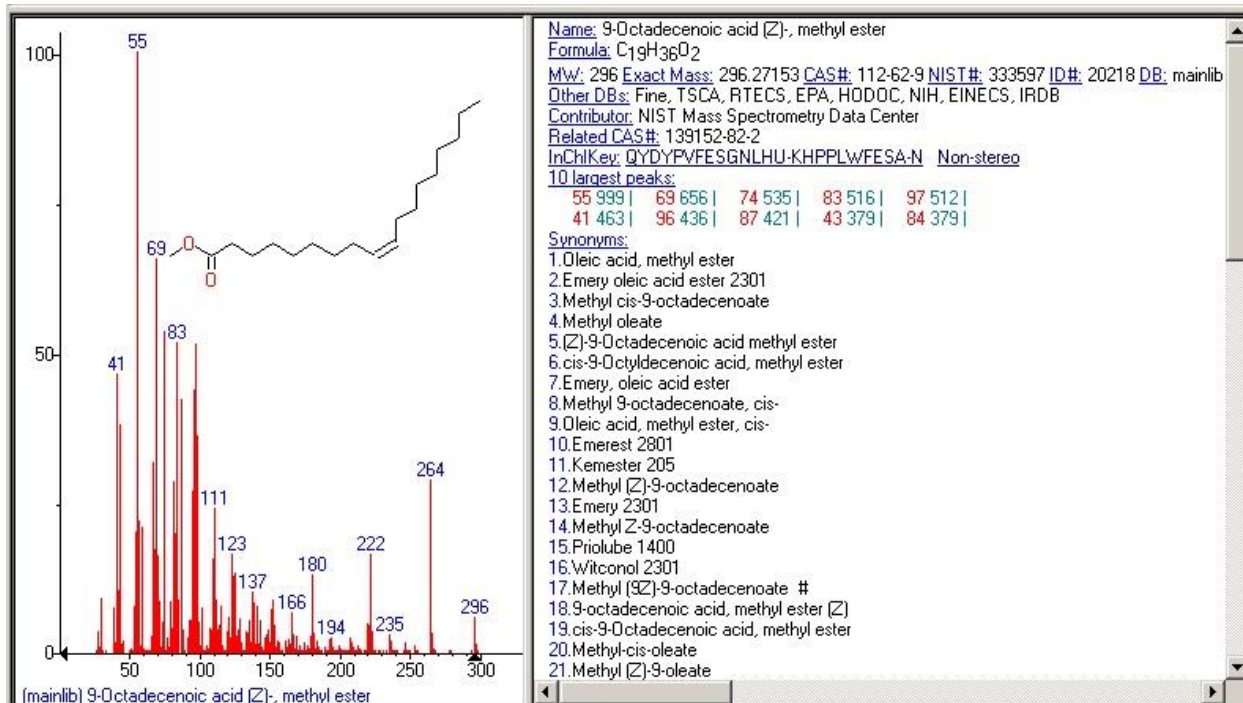 100
50
0
55
69
83
41
111
123
137
166
180
194
222
235
264
296
O
O
50 100 150 200 250 300
(mainlib) 9-Octadecenoic acid (Z)-, methyl ester
Name: 9-Octadecenoic acid (Z)-, methyl ester
Formula: C19H36O2
MW: 296 Exact Mass: 296.27153 CAS#: 112-62-9 NIST#: 333597 ID#: 20218 DB: mainlib
Other DBs: Fine, TSCA, RTECS, EPA, HODOC, NIH, EINECS, IRDB
Contributor: NIST Mass Spectrometry Data Center
Related CAS#: 139152-82-2
InChIKey: QYDYPVFESGNLHU-KHPPLWFESA-N Non-stereo
10 largest peaks:
55 999 | 69 656 | 74 535 | 83 516 | 97 512 |
41 463 | 96 436 | 87 421 | 43 379 | 84 379 |
Synonyms:
1.Oleic acid, methyl ester
2.Emery oleic acid ester 2301
3.Methyl cis-9-octadecenoate
4.Methyl oleate
5.(Z)-9-Octadecenoic acid methyl ester
6.cis-9-Octyldecenoic acid, methyl ester
7.Emery, oleic acid ester
8.Methyl 9-octadecenoate, cis-
9.Oleic acid, methyl ester, cis-
10.Emerest 2801
11.Kemester 205
12.Methyl (Z)-9-octadecenoate
13.Emery 2301
14.Methyl Z-9-octadecenoate
15.Priolube 1400
16.Witconol 2301
17.Methyl (9Z)-9-octadecenoate #
18.9-octadecenoic acid, methyl ester (Z)
19.cis-9-Octadecenoic acid, methyl ester
20.Methyl-cis-oleate
21.Methyl (Z)-9-oleate